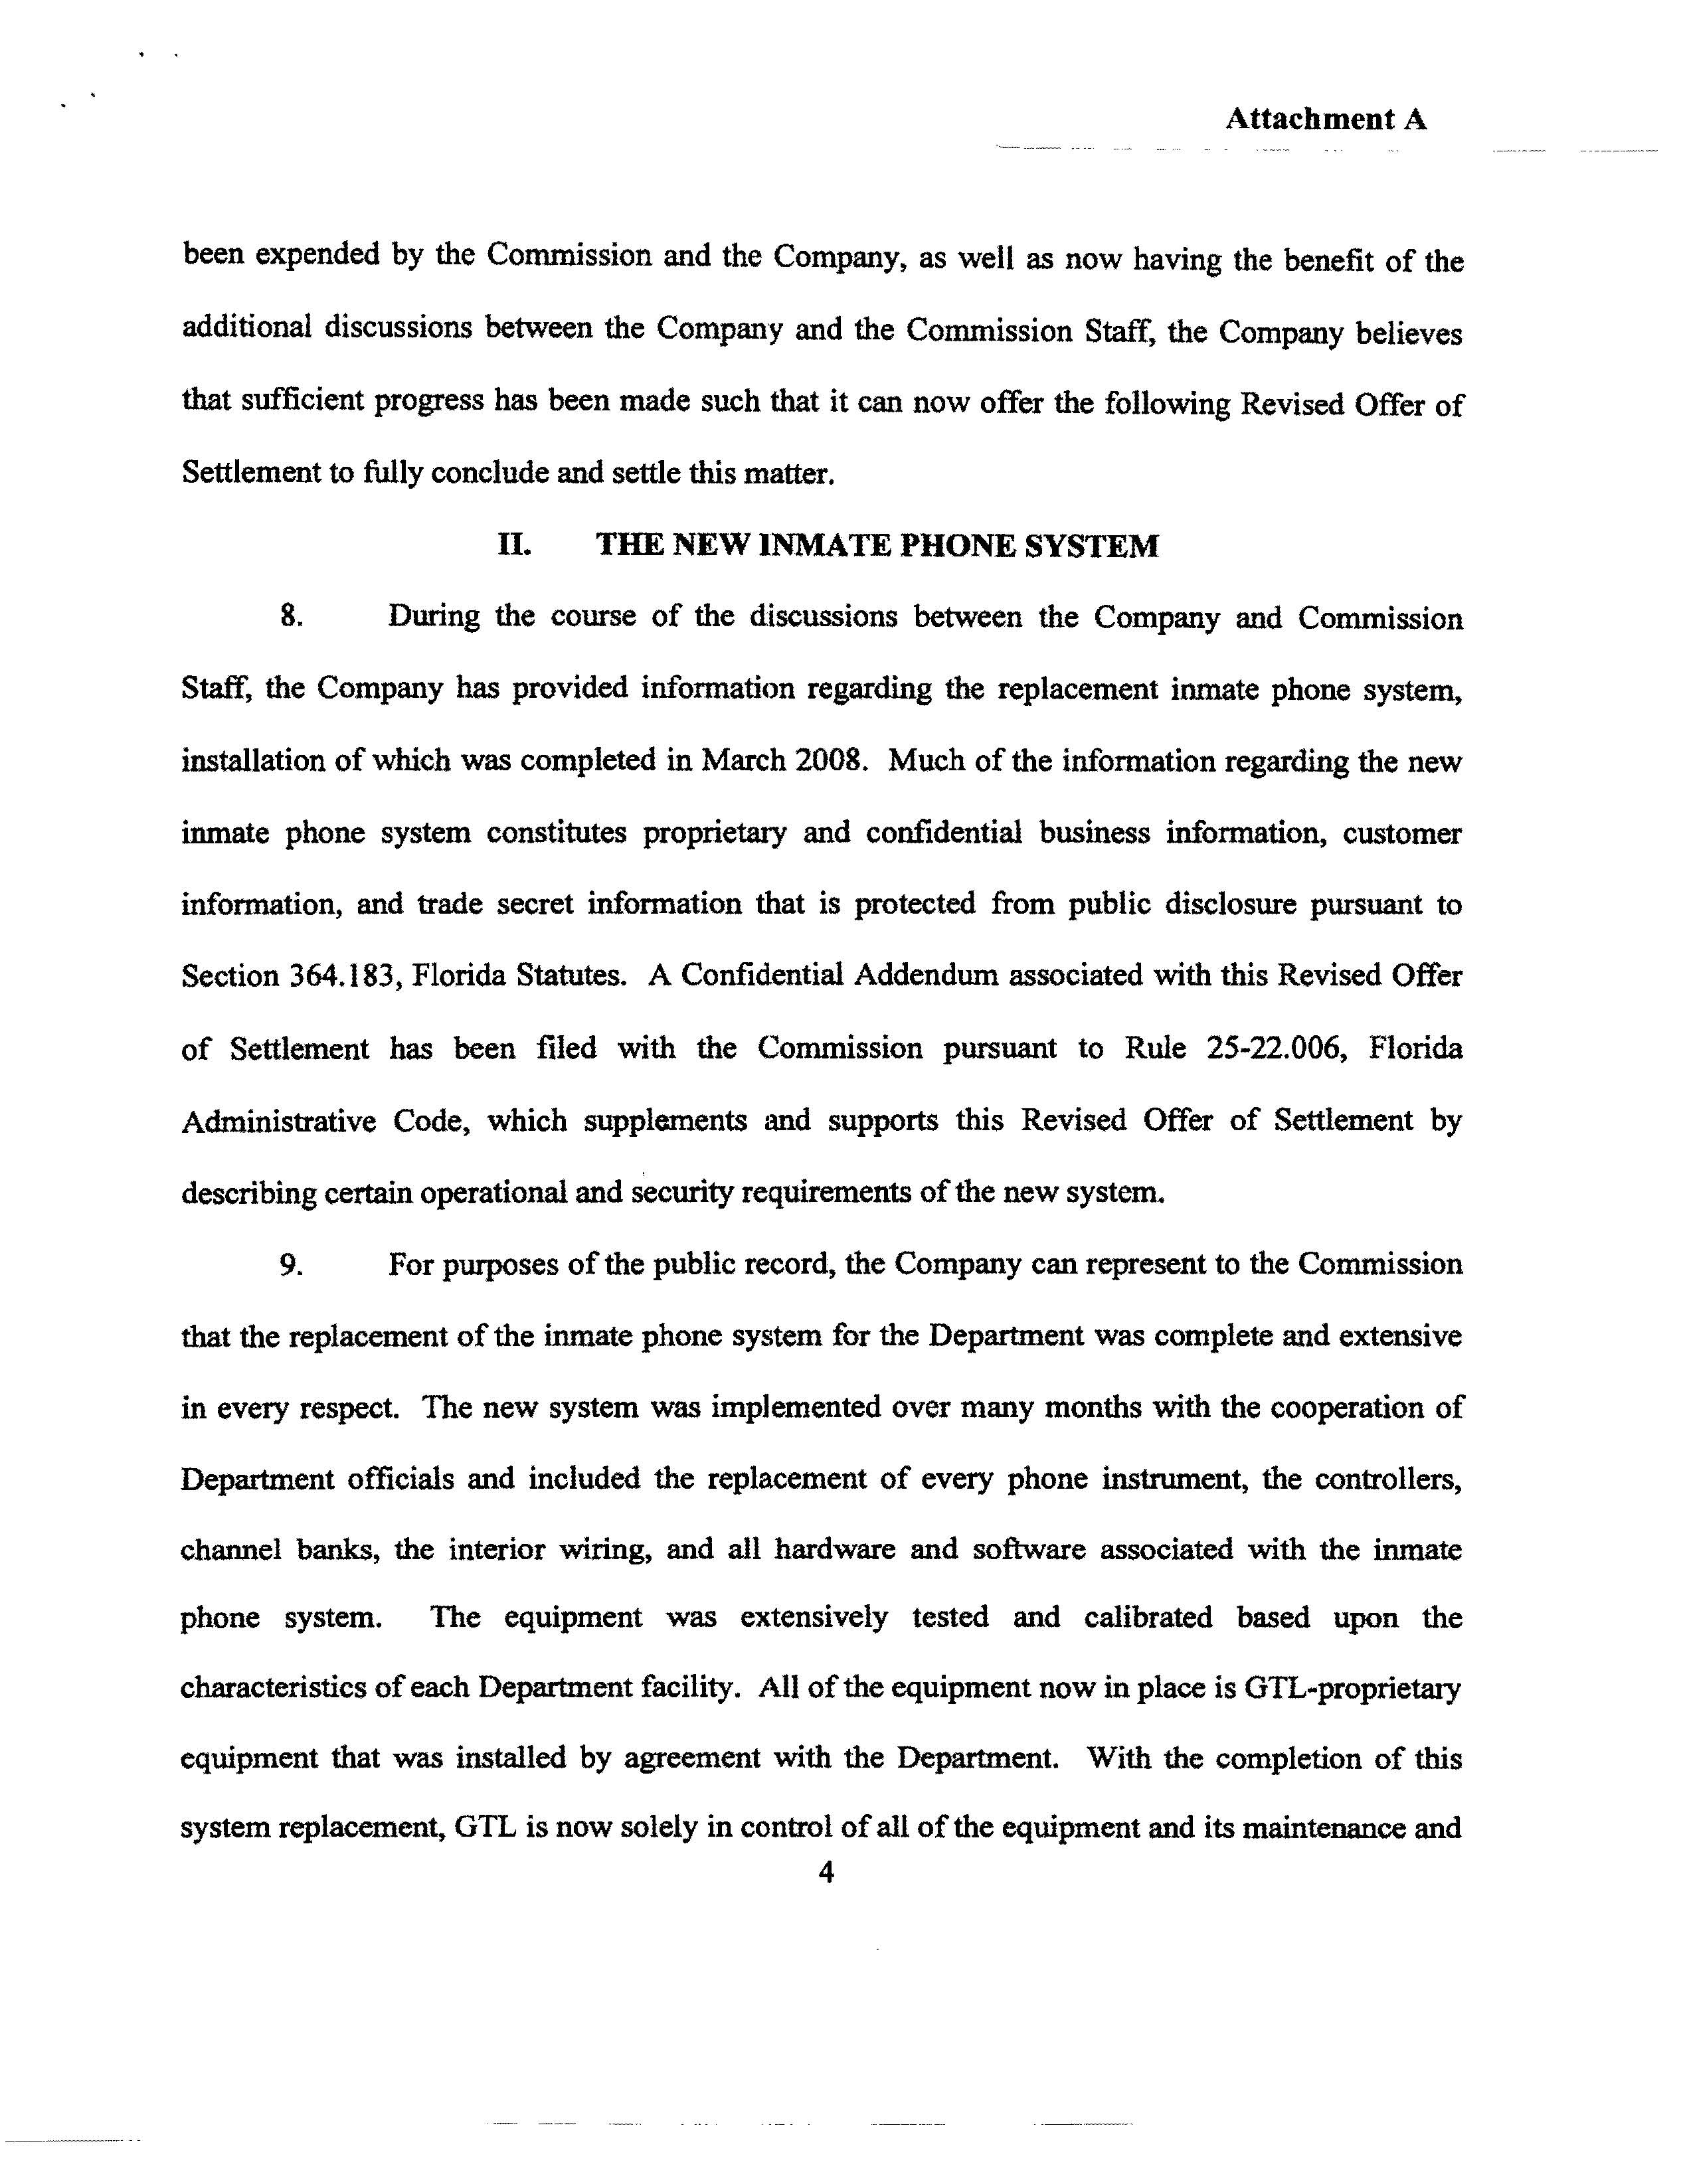 Attachment A
been expended by the Commission and the Company, as well as now having the benefit of the
additional discussions between the Company and the Commission Staff, the Company believes
that sufficient progress has been made such that it can now offer the following Revised Offer of
Settlement to fully conclude and settle this matter.
II. THE NEW INMATE PHONE SYSTEM
8. During the course of the discussions between the Company and Commission
Staff, the Company has provided information regarding the replacement inmate phone system,
installation of which was completed in March 2008. Much of the information regarding the new
inmate phone system constitutes proprietary and confidential business information, customer
information, and trade secret information that is protected from public disclosure pursuant to
Section 364.183, Florida Statutes. A Confidential Addendum associated with this Revised Offer
of Settlement has been filed with the Commission pursuant to Rule 25-22.006, Florida
Administrative Code, which supplements and supports this Revised Offer of Settlement by
describing certain operational and security requirements of the new system.
9. For purposes of the public record, the Company can represent to the Commission
that the replacement of the inmate phone system for the Department was complete and extensive
in every respect. The new system was implemented over many months with the cooperation of
Department officials and included the replacement of every phone instrument, the controllers,
channel banks, the interior wiring, and all hardware and software associated with the inmate
phone system. The equipment was extensively tested and calibrated based upon the
characteristics of each Department facility. All of the equipment now in place is GTL-proprietary
equipment that was installed by agreement with the Department. With the completion of this
system replacement, GTL is now solely in control of all of the equipment and its maintenance and
4